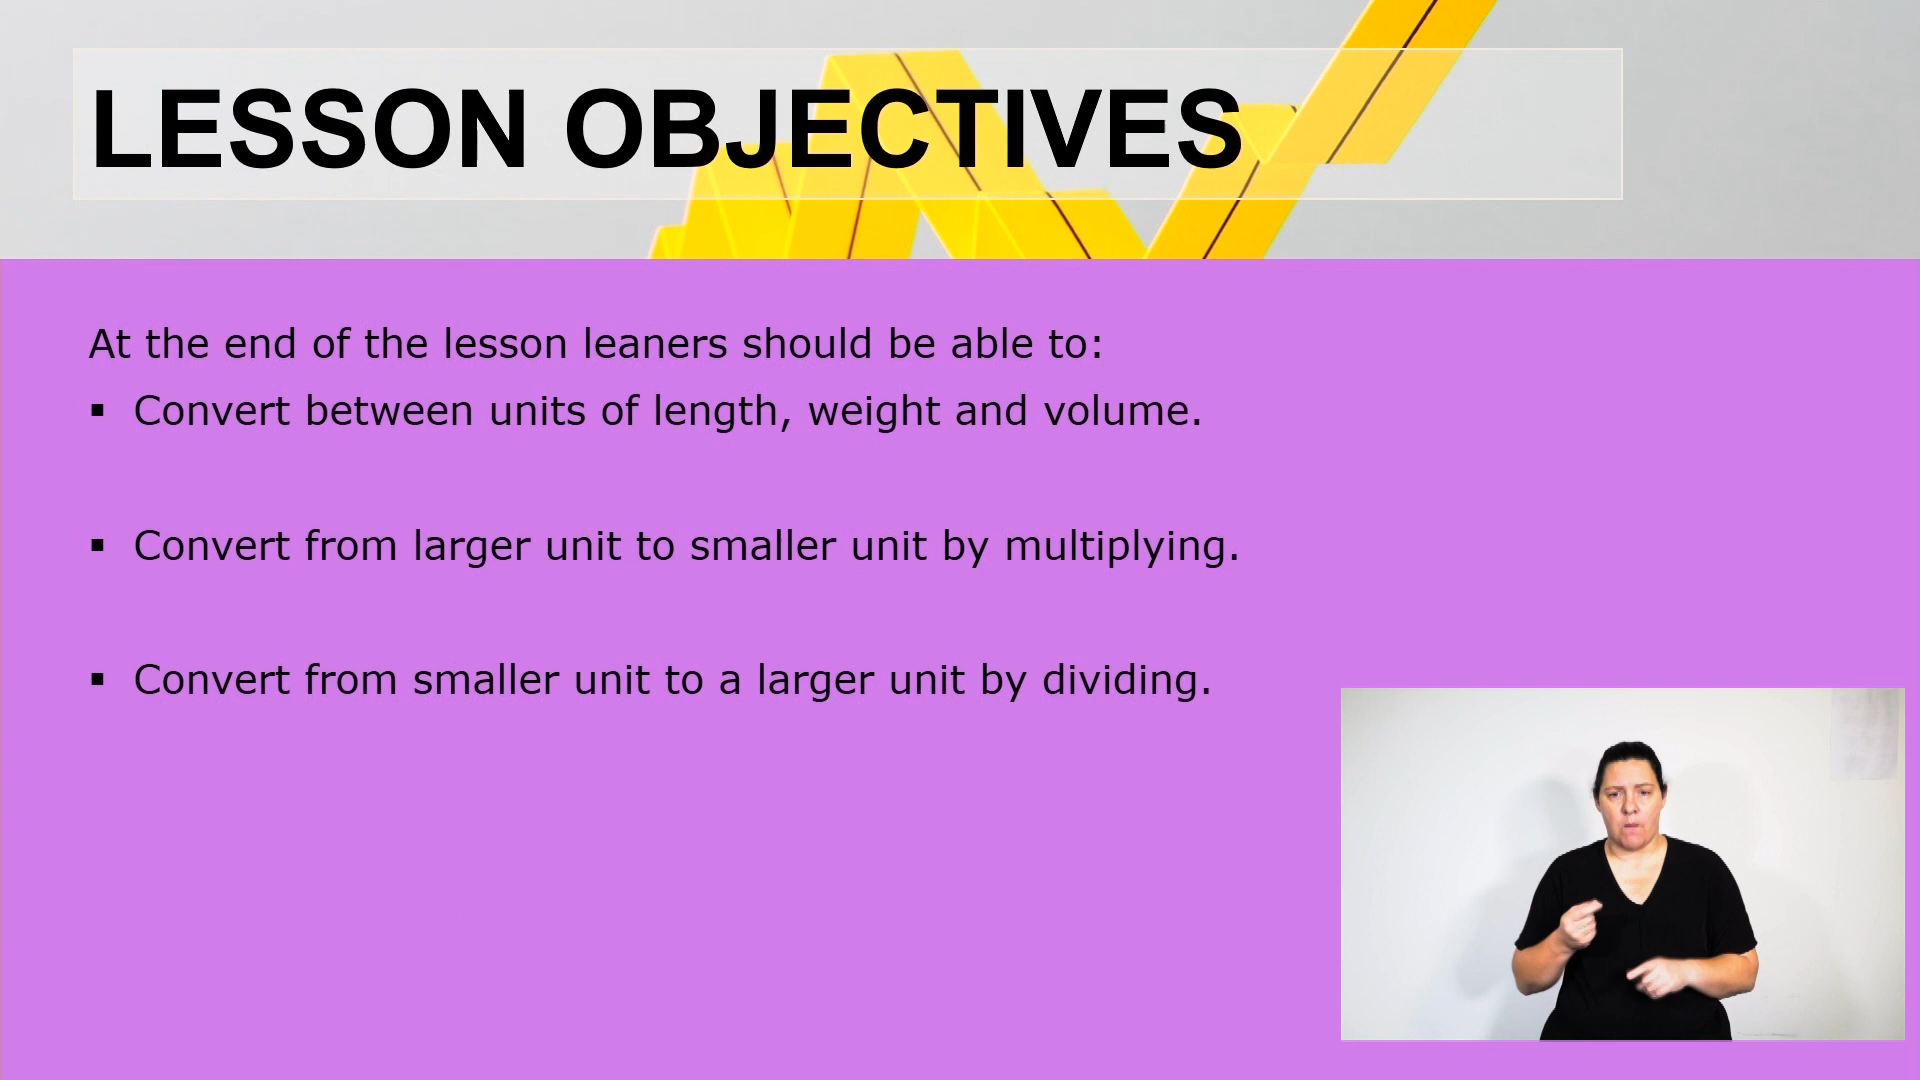 LESSON OBJECTIVES
At the end of the lesson leaners should be able to:
▪ Convert between units of length, weight and volume.
▪ Convert from larger unit to smaller unit by multiplying.
▪ Convert from smaller unit to a larger unit by dividing.